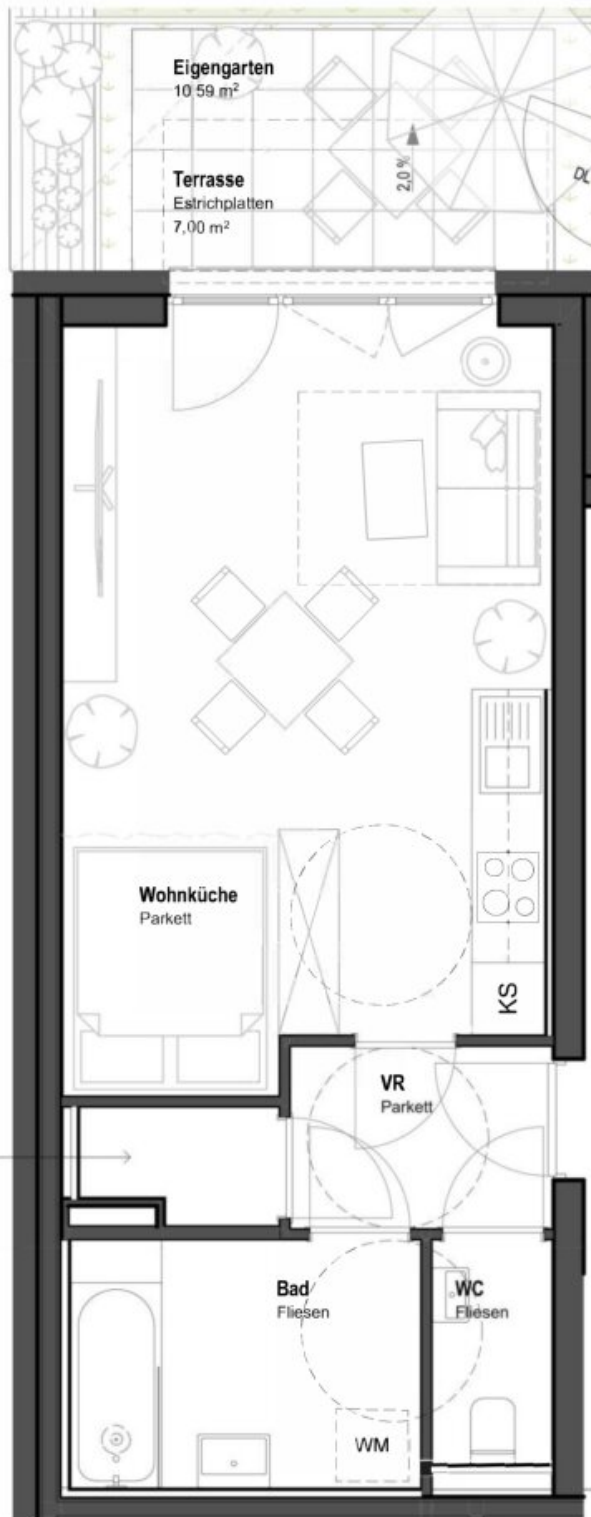 Eigengarten
10 59 m²
Terrasse
Estrichplatten
7,00 m²
2,0 %
DL
Wohnküche
Parkett
KS
VR
Parkett
Bad
Fliesen
WC
Fliesen
WM